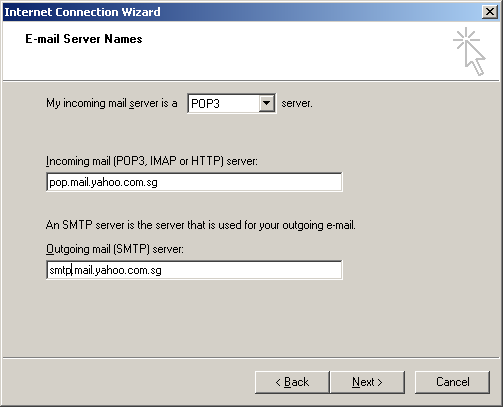 Internet Connection Wizard
E-mail Server Names
My incoming mail server is a POP3 server.
Incoming mail (POP3, IMAP or HTTP) server:
pop.mail.yahoo.com.sg
An SMTP server is the server that is used for your outgoing e-mail.
Outgoing mail (SMTP) server:
smtp.mail.yahoo.com.sg
< Back Next > Cancel